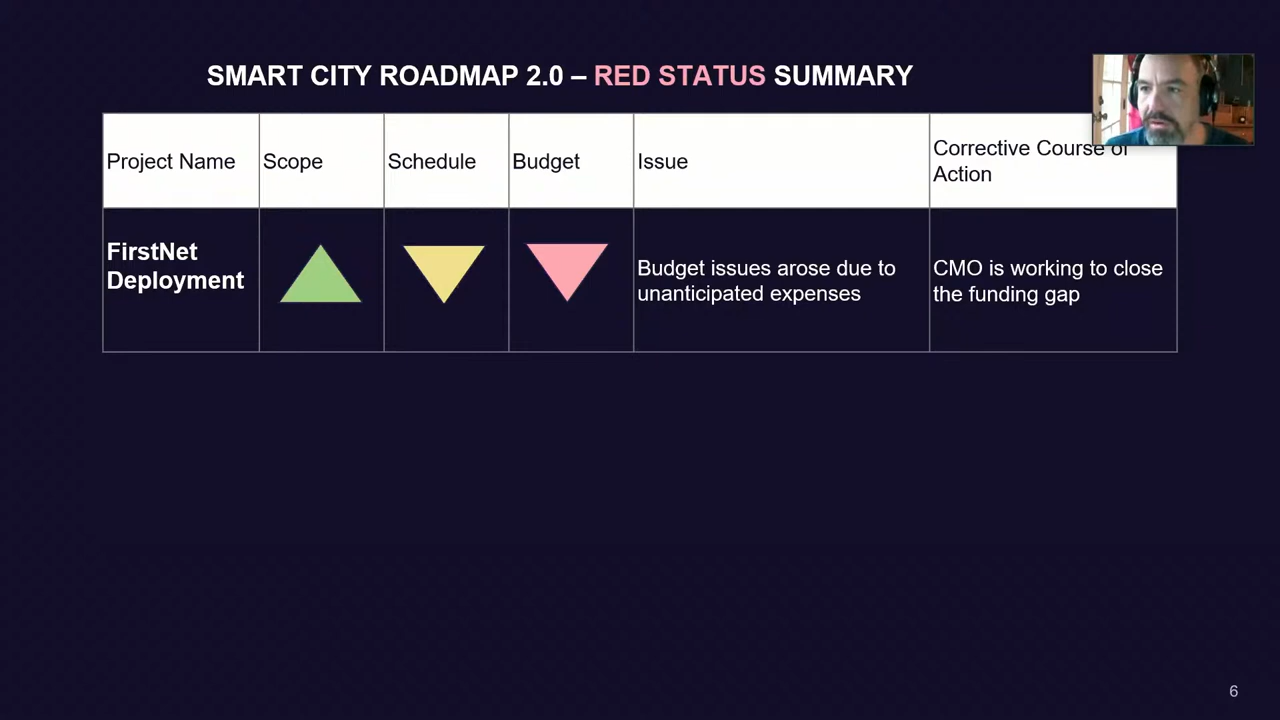 SMART CITY ROADMAP 2.0 – RED STATUS SUMMARY
Project Name
Scope
Schedule
Budget
Issue
Corrective Course of
Action
FirstNet
Deployment
Budget issues arose due to
unanticipated expenses
CMO is working to close
the funding gap
6